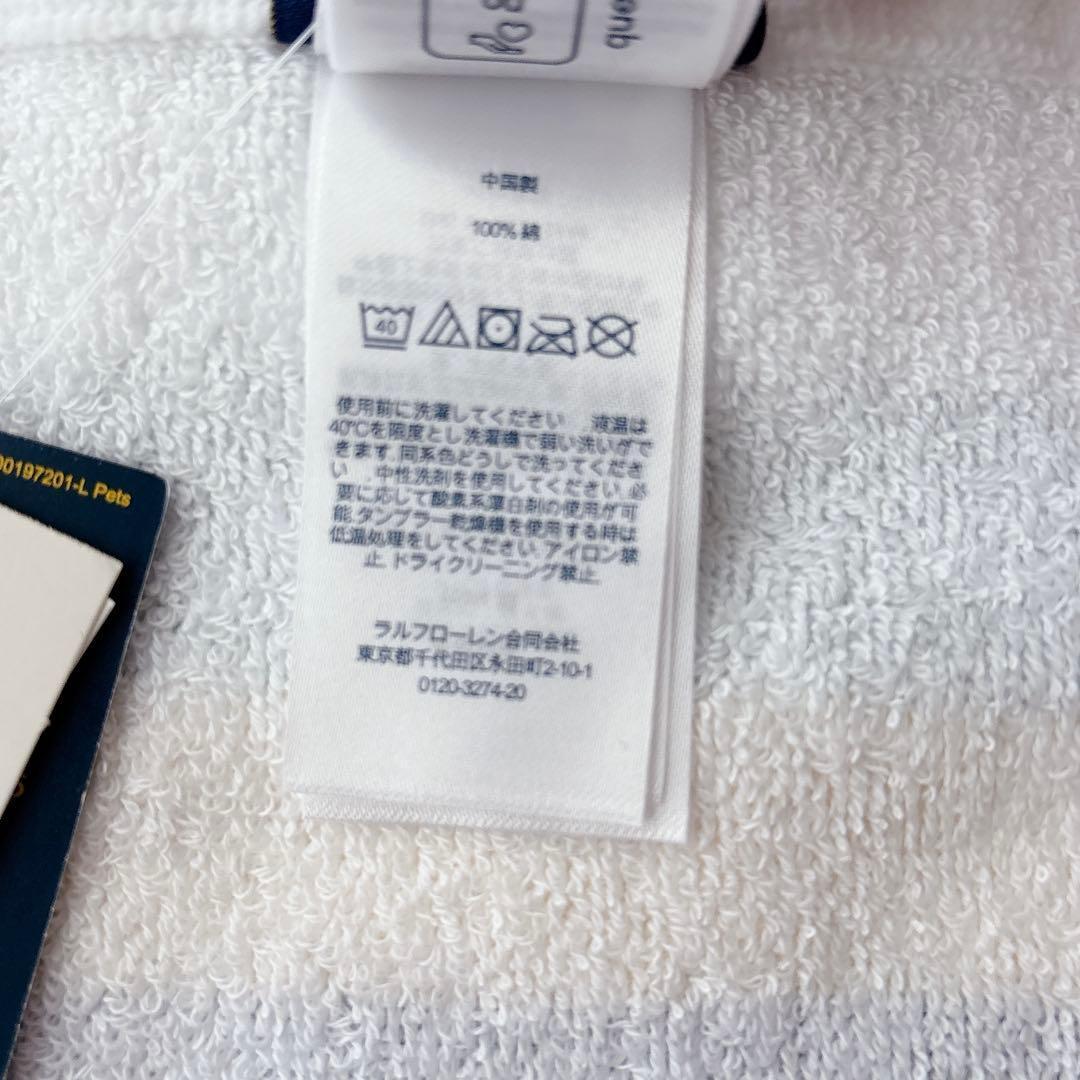 中国製
100% 綿
40
使用前に洗濯してください 。液温は
40℃を限度とし洗濯機で弱い洗いがで
きます.同系色どうしで洗ってくださ
い .中性洗剤を使用してください.必
要に応じて酸素系漂白剤の使用が可
能.タンブラー乾燥機を使用する時は
低温処理をしてください.アイロン禁
止.ドライクリーニング禁止
ラルフローレン合同会社
東京都千代田区永田町2-10-1
0120-3274-20
00197201-L Pets